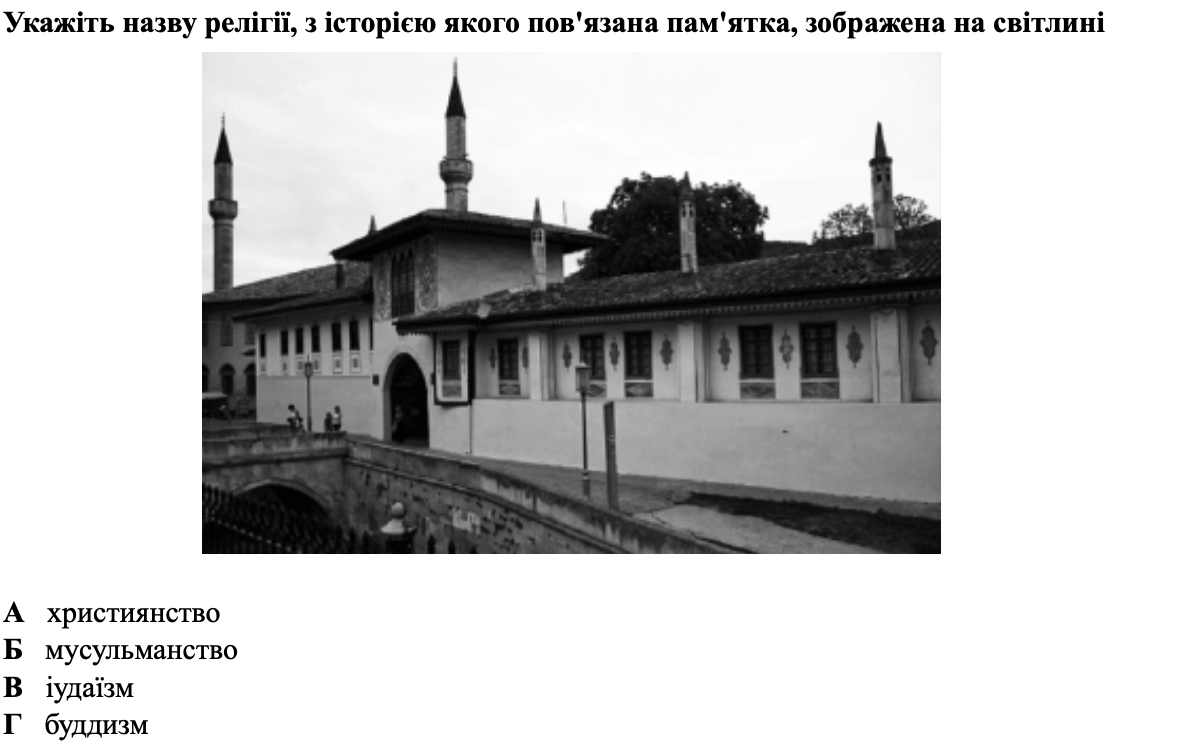 Укажіть назву релігії, з історією якого пов'язана пам'ятка, зображена на світлині
А християнство
Б мусульманство
В іудаїзм
Г буддизм